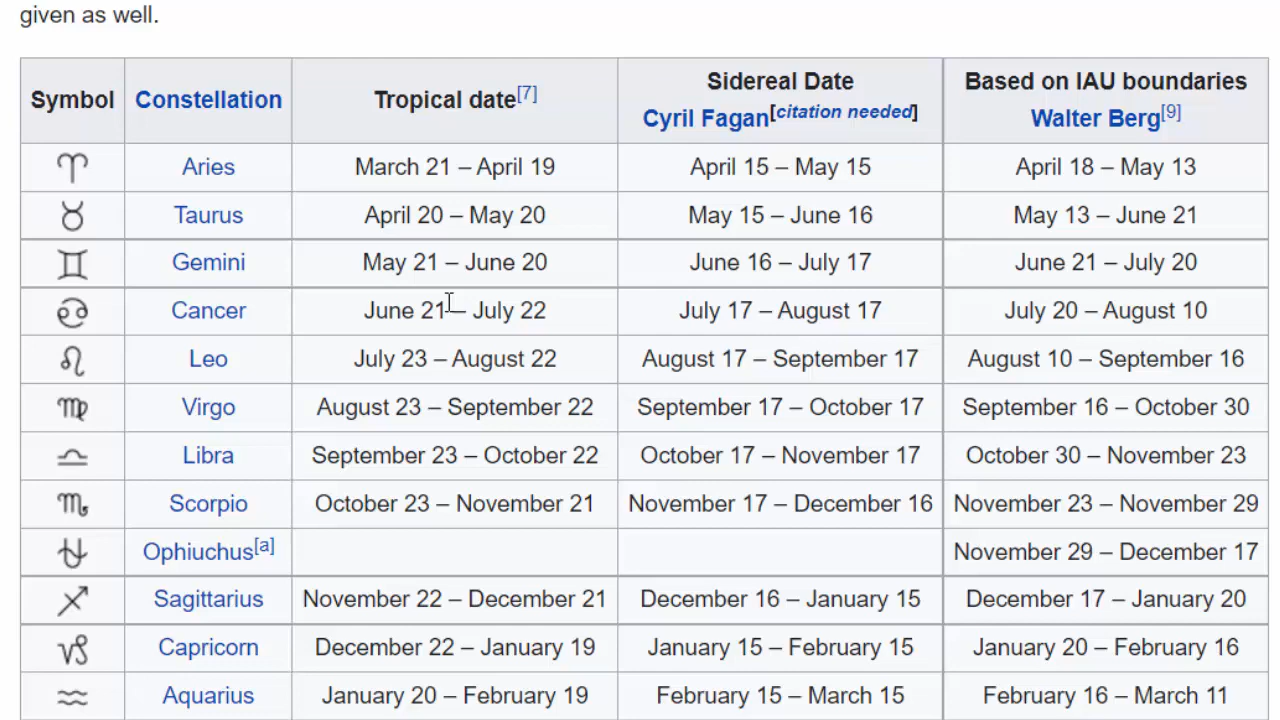 given as well.
Symbol Constellation Tropical date[7] Sidereal Date Cyril Fagan[citation needed] Based on IAU boundaries Walter Berg[9]
♈ Aries March 21 – April 19 April 15 – May 15 April 18 – May 13
♉ Taurus April 20 – May 20 May 15 – June 16 May 13 – June 21
♊ Gemini May 21 – June 20 June 16 – July 17 June 21 – July 20
♋ Cancer June 21 – July 22 July 17 – August 17 July 20 – August 10
♌ Leo July 23 – August 22 August 17 – September 17 August 10 – September 16
♍ Virgo August 23 – September 22 September 17 – October 17 September 16 – October 30
♎ Libra September 23 – October 22 October 17 – November 17 October 30 – November 23
♏ Scorpio October 23 – November 21 November 17 – December 16 November 23 – November 29
⛎ Ophiuchus[a] November 29 – December 17
♐ Sagittarius November 22 – December 21 December 16 – January 15 December 17 – January 20
♑ Capricorn December 22 – January 19 January 15 – February 15 January 20 – February 16
♒ Aquarius January 20 – February 19 February 15 – March 15 February 16 – March 11